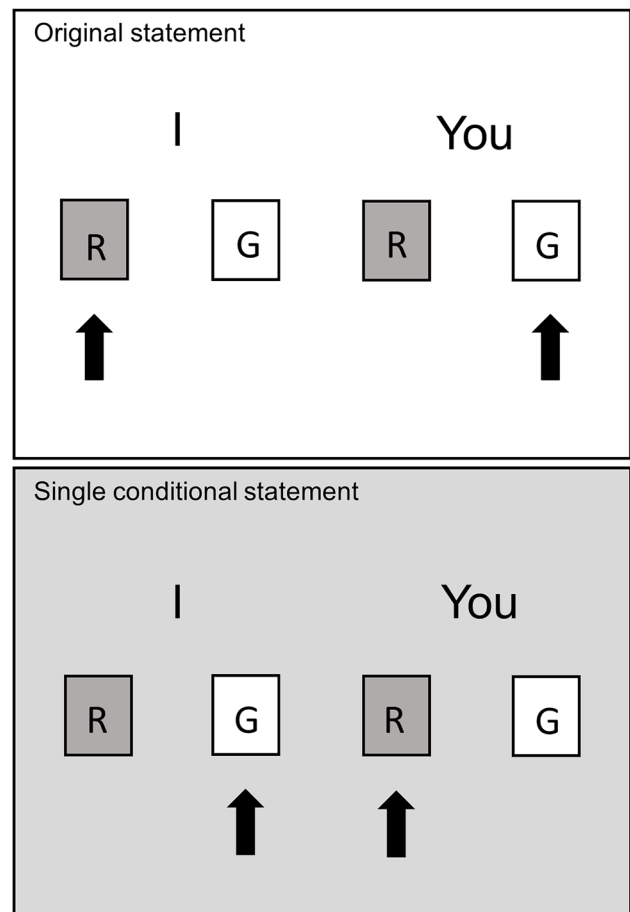 Original statement
I You
R G R G
Single conditional statement
I You
R G R G